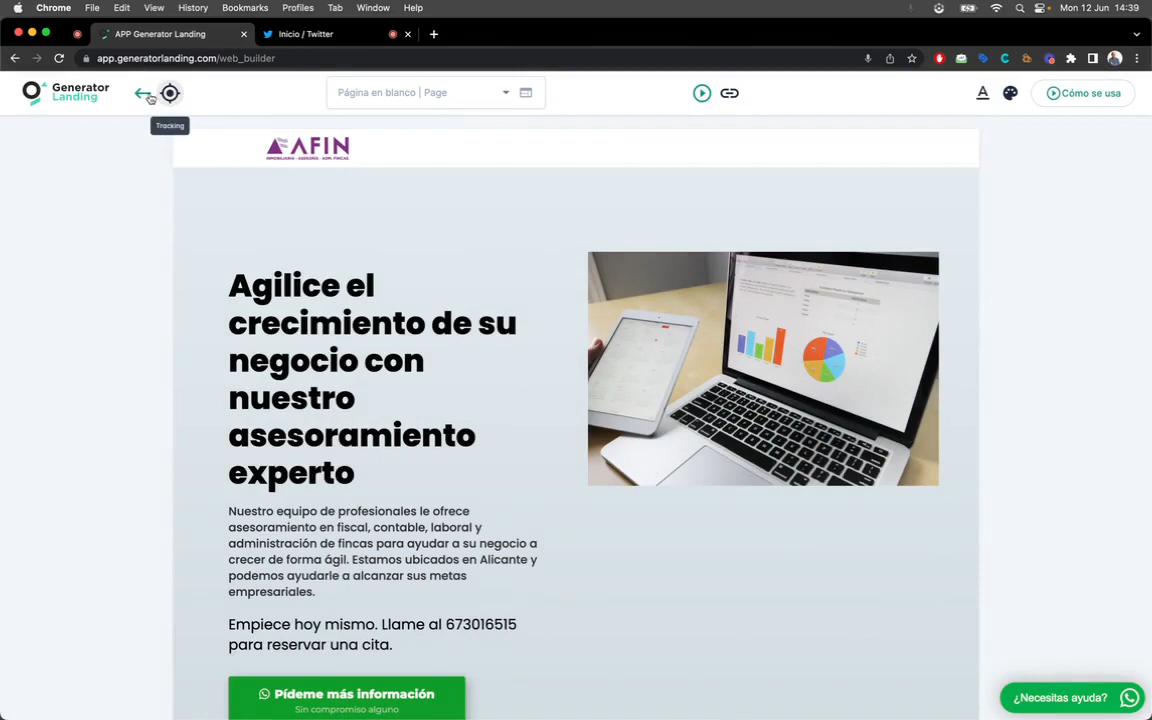 Chrome File Edit View History Bookmarks Profiles Tab Window Help Mon 12 Jun 14:39
APP Generator Landing Inicio / Twitter
app.generatorlanding.com/web_builder
Generator
Landing
Página en blanco | Page
Cómo se usa
Tracking
AFIN
INMOBILIARIA - ASESORÍA - ADM. FINCAS
Agilice el
crecimiento de su
negocio con
nuestro
asesoramiento
experto
Nuestro equipo de profesionales le ofrece
asesoramiento en fiscal, contable, laboral y
administración de fincas para ayudar a su negocio a
crecer de forma ágil. Estamos ubicados en Alicante y
podemos ayudarle a alcanzar sus metas
empresariales.
Empiece hoy mismo. Llame al 673016515
para reservar una cita.
Pídeme más información
Sin compromiso alguno
¿Necesitas ayuda?